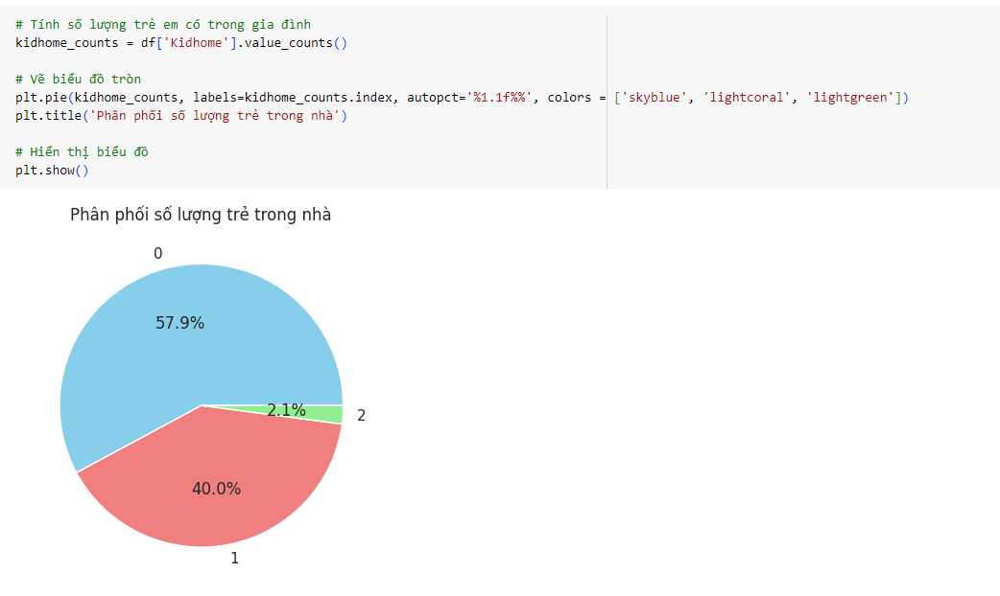 # Tính số lượng trẻ em có trong gia đình
kidhome_counts = df['Kidhome'].value_counts()
# Vẽ biểu đồ tròn
plt.pie(kidhome_counts, labels=kidhome_counts.index, autopct='%1.1f%%', colors = ['skyblue', 'lightcoral', 'lightgreen'])
plt.title('Phân phối số lượng trẻ trong nhà')
# Hiển thị biểu đồ
plt.show()
Phân phối số lượng trẻ trong nhà
0
57.9%
2.1%
2
40.0%
1